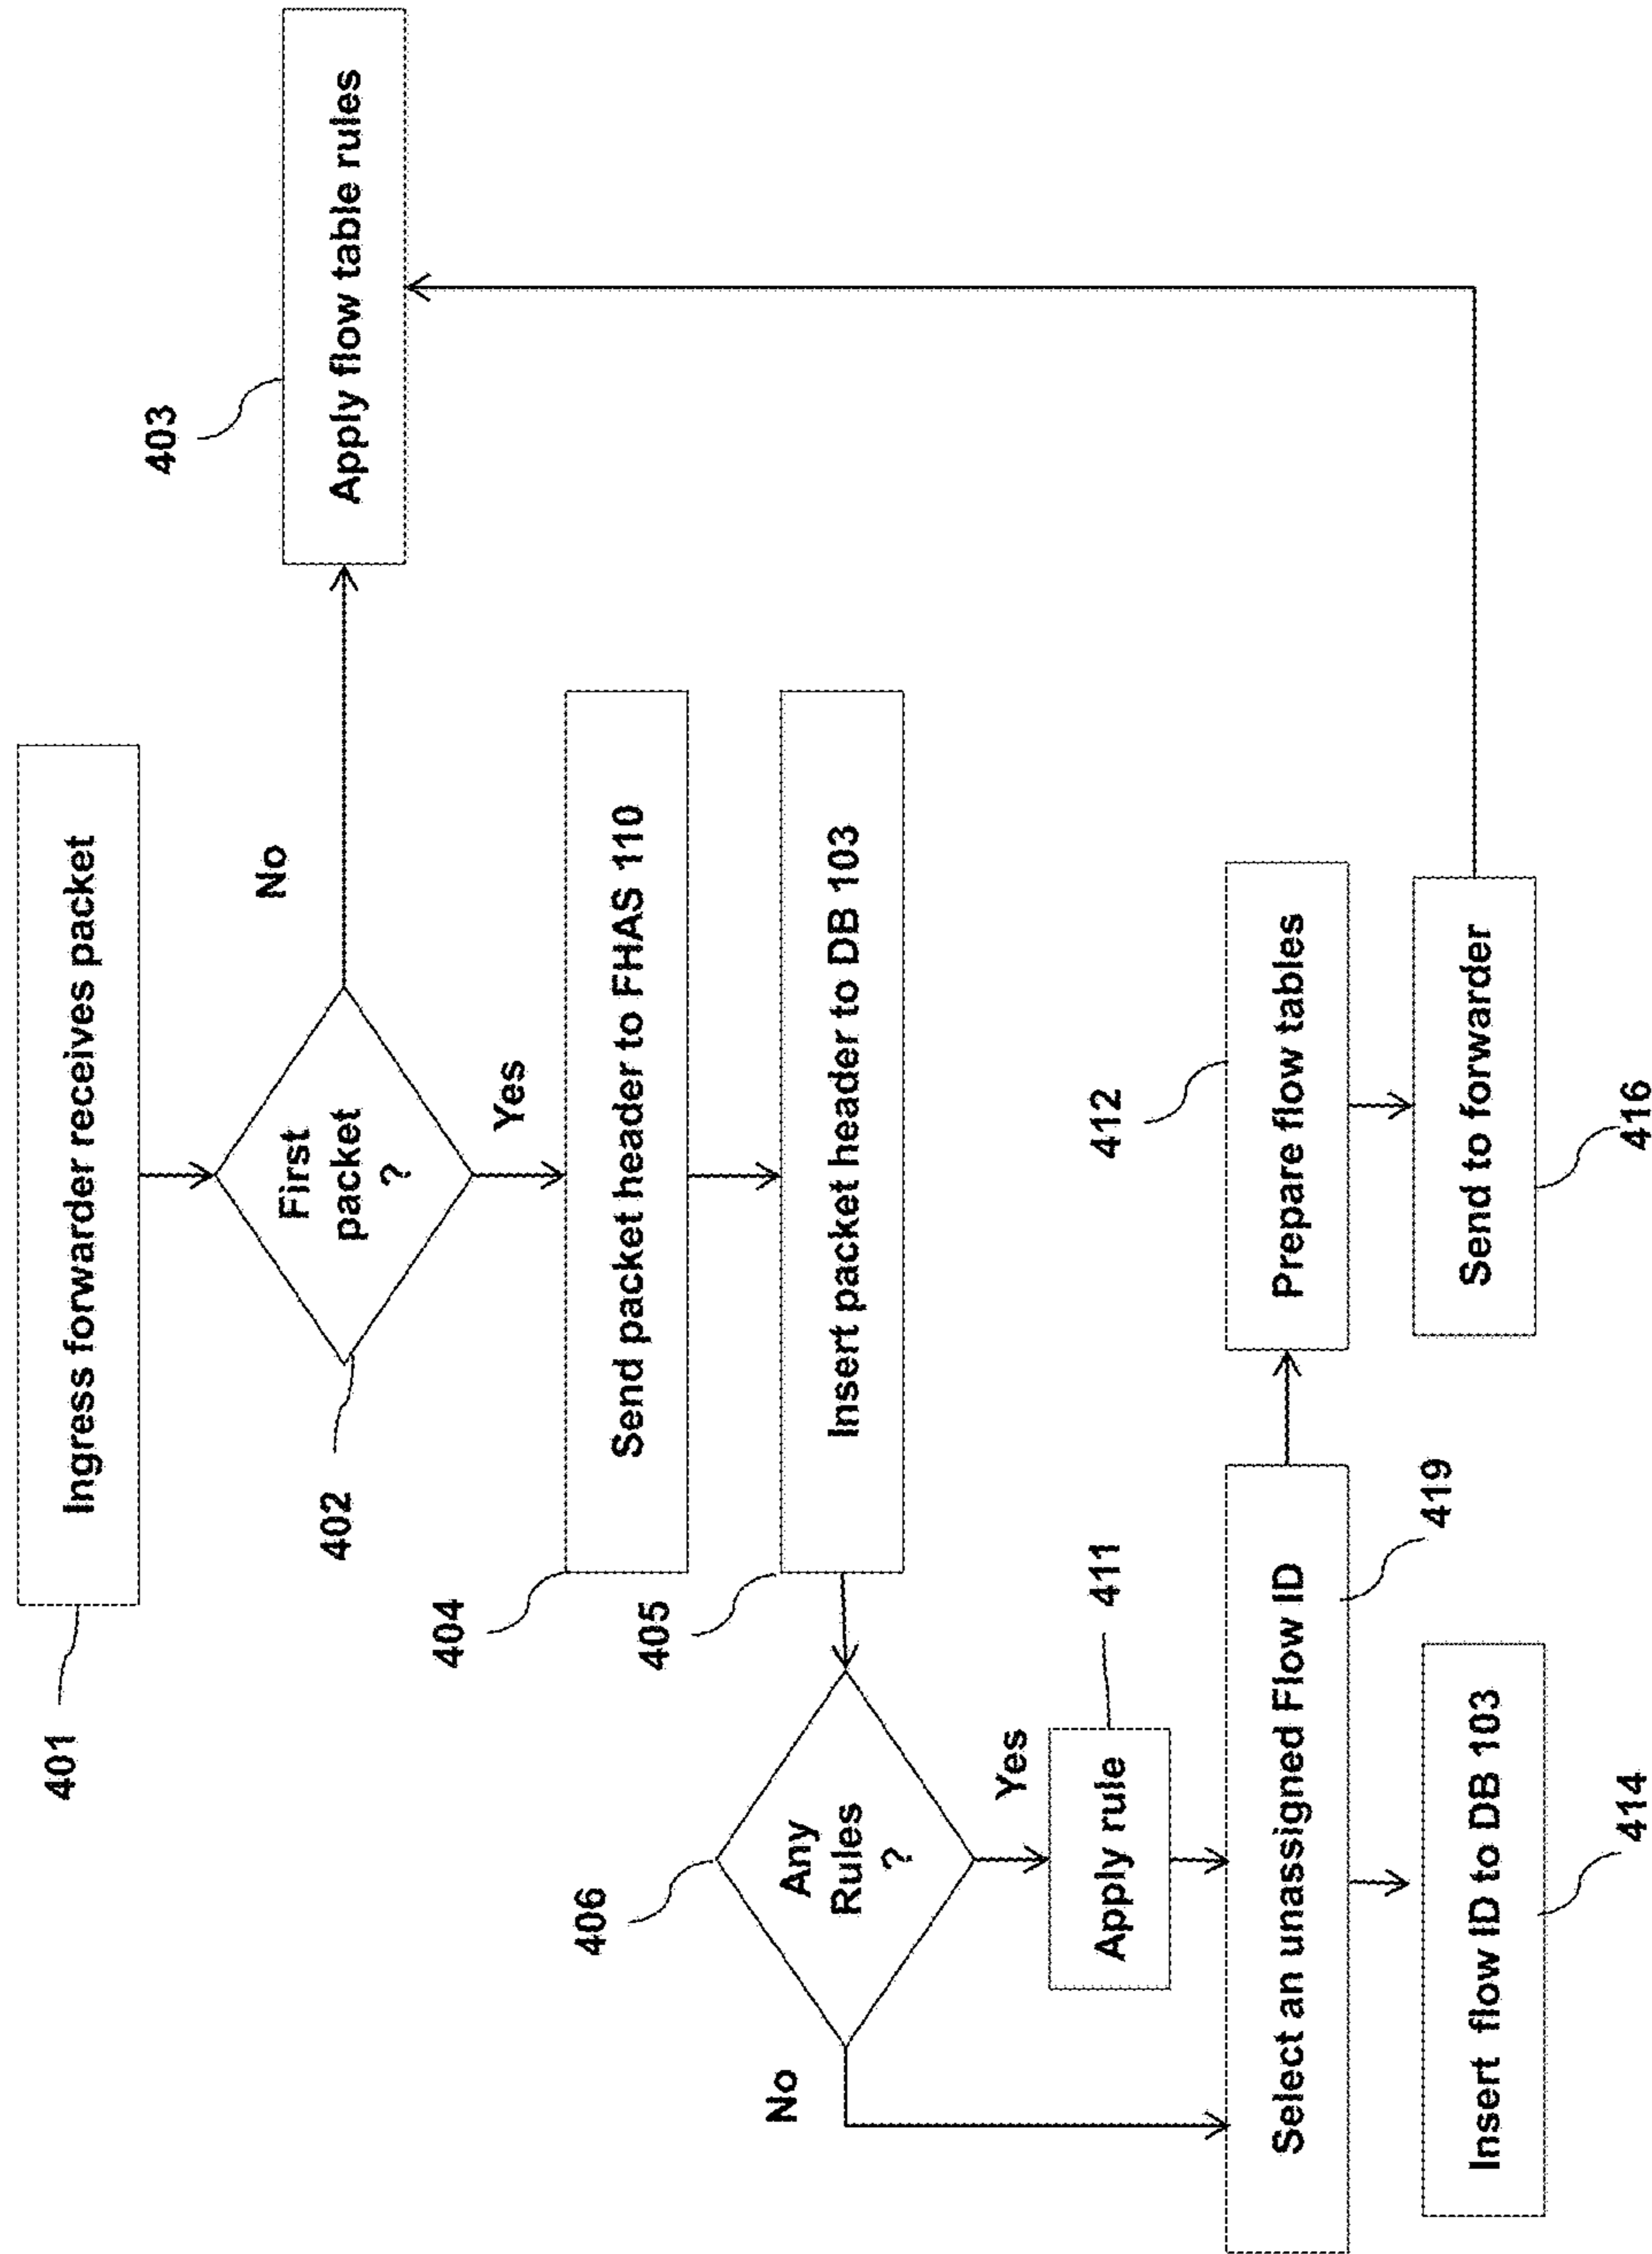 401
Ingress forwarder receives packet
402
First
packet
?
No
403
Apply flow table rules
Yes
404
Send packet header to FHAS 110
405
Insert packet header to DB 103
406
Any
Rules
?
No
Yes
411
Apply rule
Select an unassigned Flow ID
419
412
Prepare flow tables
Insert flow ID to DB 103
414
Send to forwarder
416